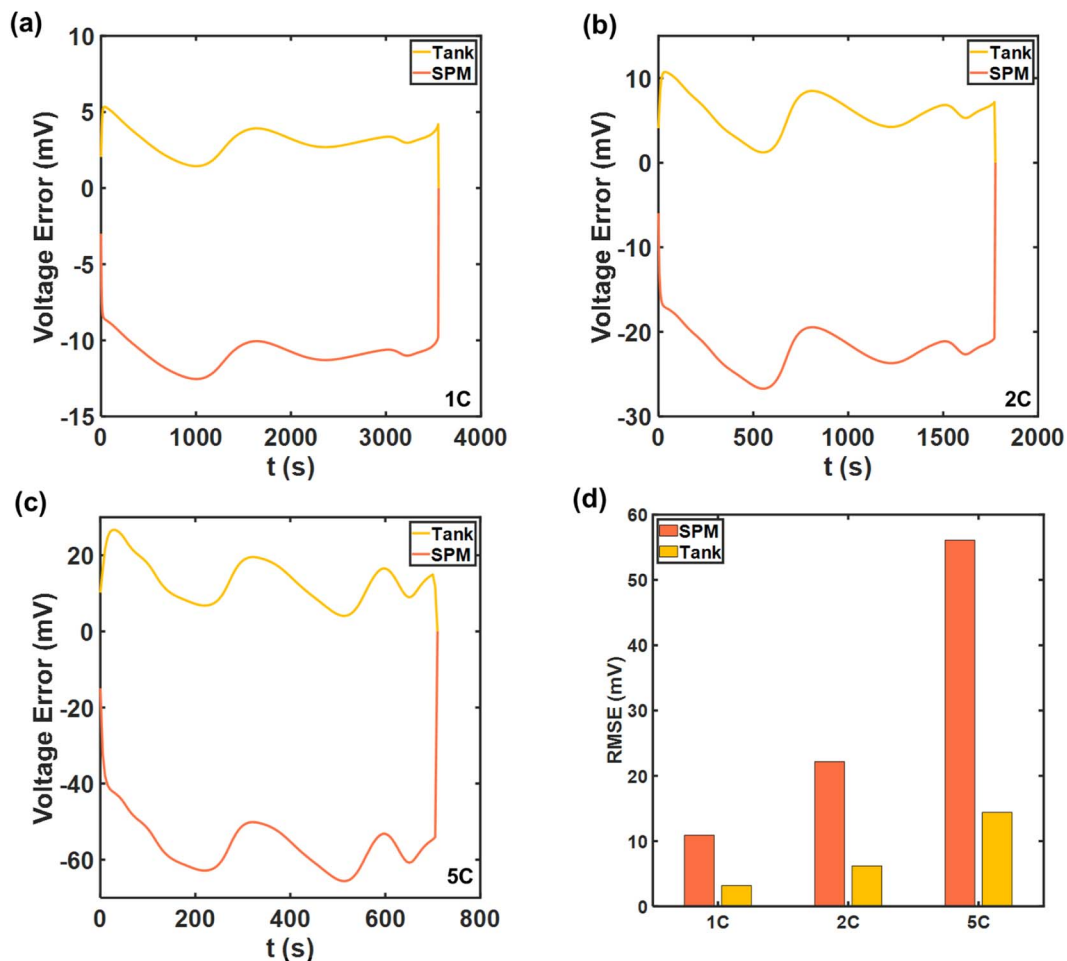 (a)
10
5
0
-5
-10
-15
Voltage Error (mV)
Tank
SPM
1C
0
1000
2000
3000
4000
t (s)
(b)
10
0
-10
-20
-30
Voltage Error (mV)
Tank
SPM
2C
0
500
1000
1500
2000
t (s)
(c)
20
0
-20
-40
-60
Voltage Error (mV)
Tank
SPM
5C
0
200
400
600
800
t (s)
(d)
60
50
40
30
20
10
0
RMSE (mV)
SPM
Tank
1C
2C
5C